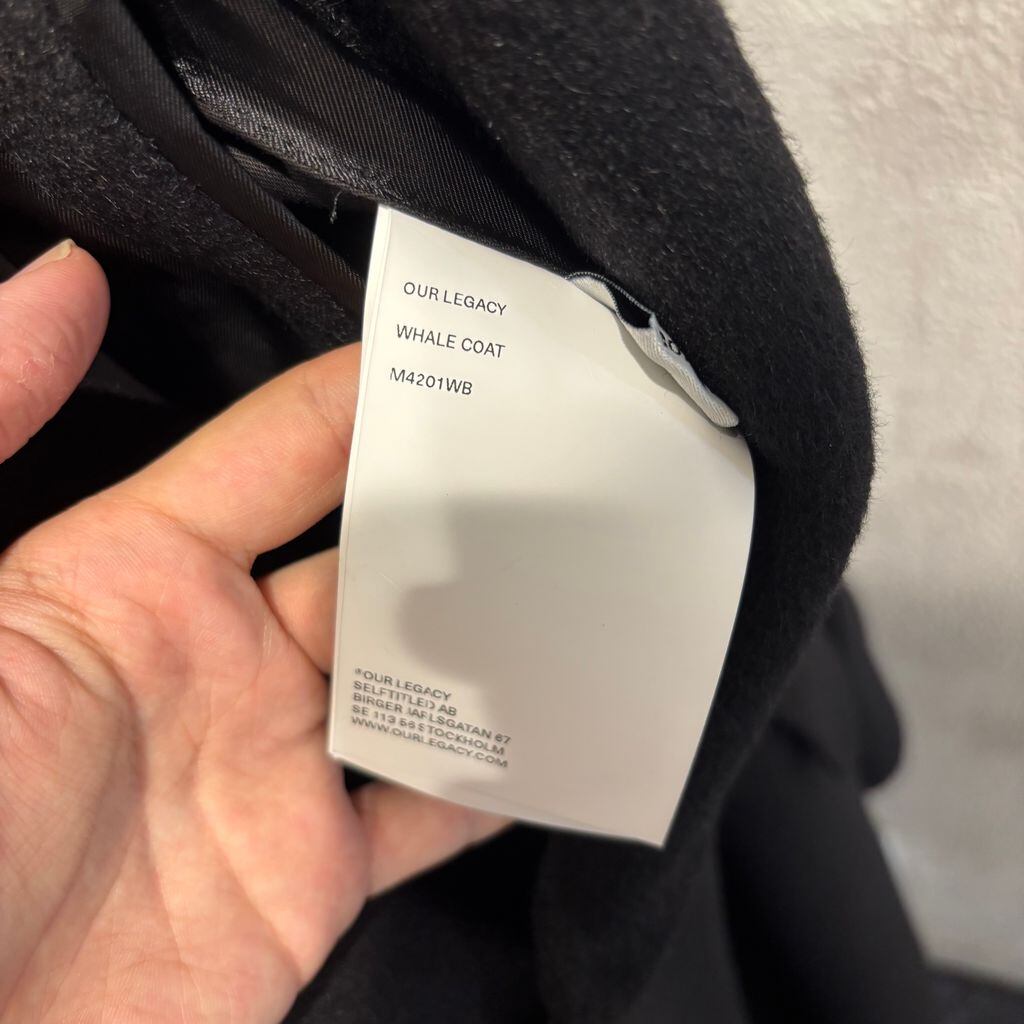 OUR LEGACY
WHALE COAT
M4201WB
®OUR LEGACY
SELFTITLED AB
BIRGER JARLSGATAN 67
SE 113 56 STOCKHOLM
WWW.OURLEGACY.COM